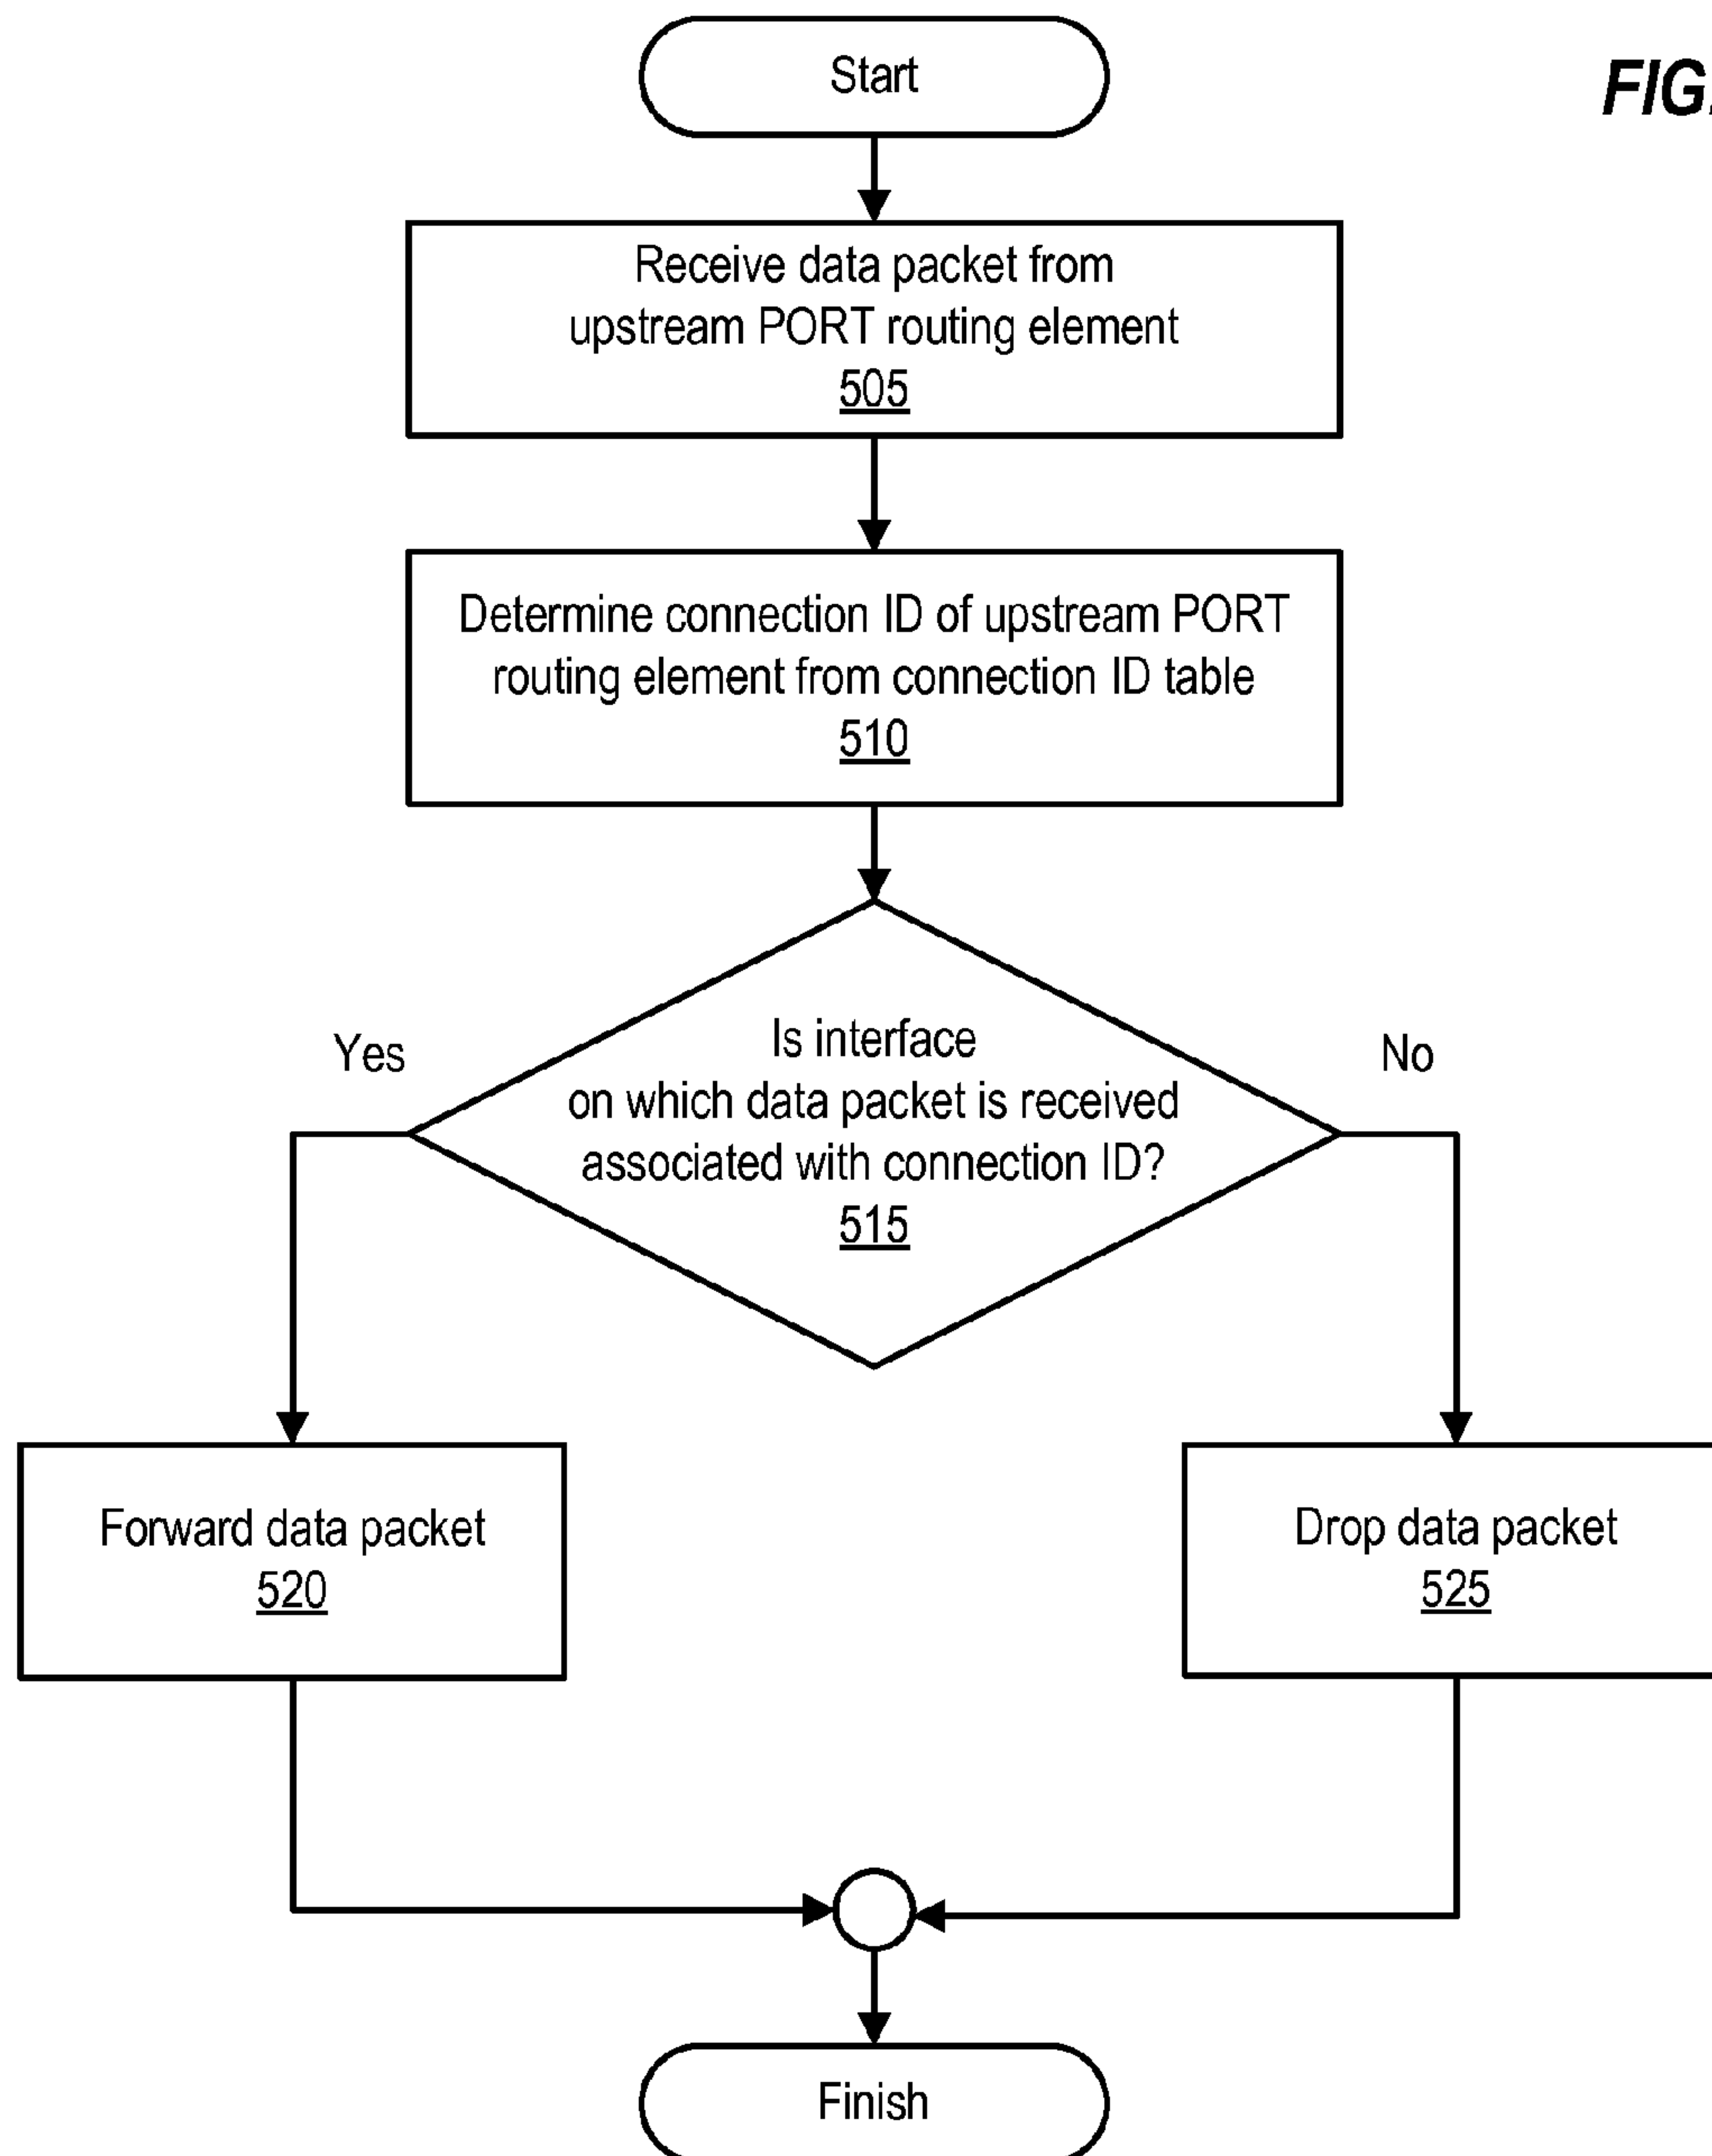 Start
FIG.
Receive data packet from
upstream PORT routing element
505
Determine connection ID of upstream PORT
routing element from connection ID table
510
Yes
No
Is interface
on which data packet is received
associated with connection ID?
515
Forward data packet
520
Drop data packet
525
Finish